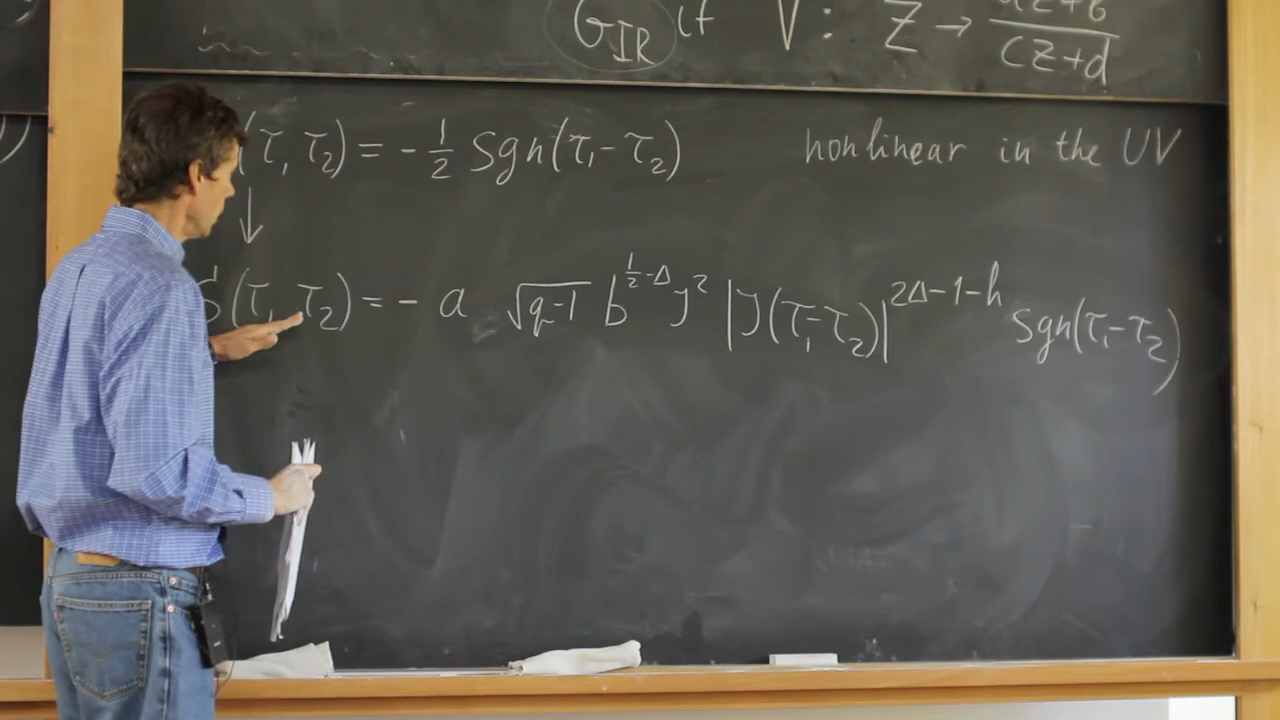 G_IR if V: Z → (az+b)/(cz+d)
(τ₁, τ₂) = - 1/2 Sgn(τ₁ - τ₂) nonlinear in the UV
↓
(τ₁, τ₂) = - a √(q-1) b^(1/2-Δ) J² |J(τ₁-τ₂)|^(2Δ-1-h) Sgn(τ₁-τ₂)